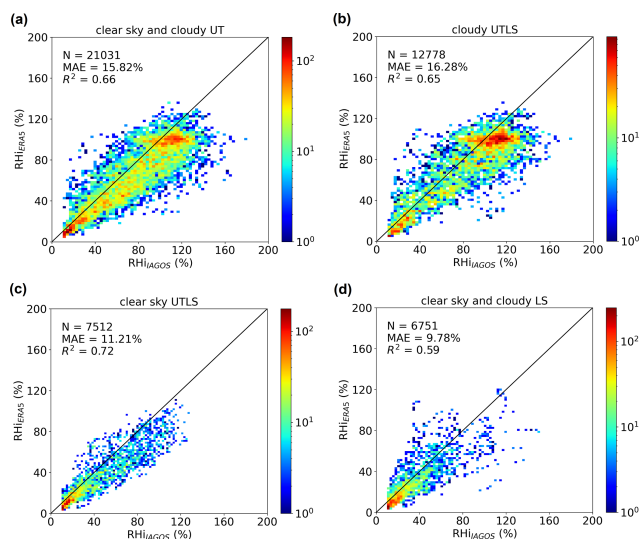 (a)
clear sky and cloudy UT
N = 21031
MAE = 15.82%
R² = 0.66
RHi_ERA5 (%)
200
160
120
80
40
0
0 40 80 120 160 200
RHi_IAGOS (%)
10²
10¹
10⁰
(b)
cloudy UTLS
N = 12778
MAE = 16.28%
R² = 0.65
RHi_ERA5 (%)
200
160
120
80
40
0
0 40 80 120 160 200
RHi_IAGOS (%)
10¹
10⁰
(c)
clear sky UTLS
N = 7512
MAE = 11.21%
R² = 0.72
RHi_ERA5 (%)
200
160
120
80
40
0
0 40 80 120 160 200
RHi_IAGOS (%)
10²
10¹
10⁰
(d)
clear sky and cloudy LS
N = 6751
MAE = 9.78%
R² = 0.59
RHi_ERA5 (%)
200
160
120
80
40
0
0 40 80 120 160 200
RHi_IAGOS (%)
10²
10¹
10⁰